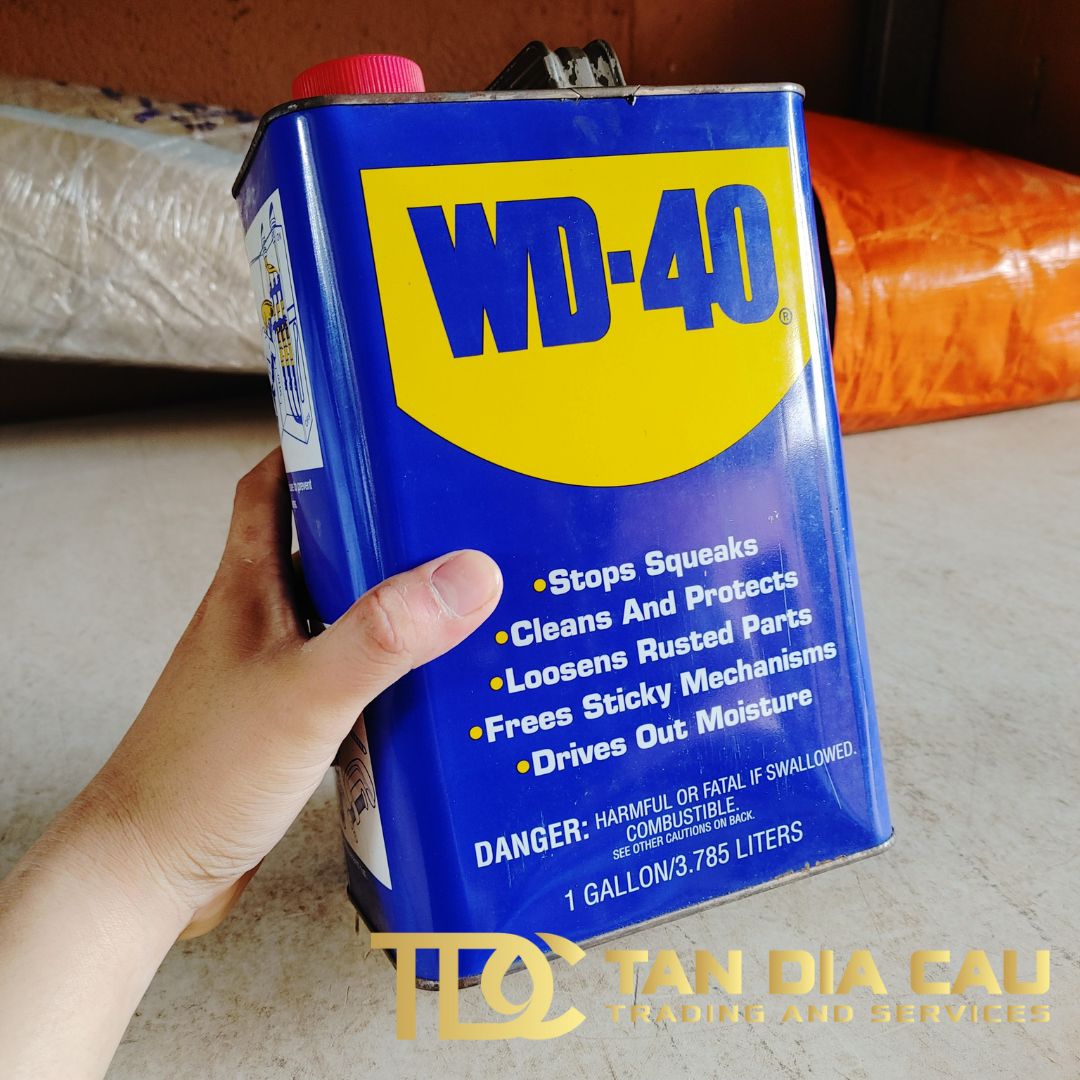 WD-40®
•Stops Squeaks
•Cleans And Protects
•Loosens Rusted Parts
•Frees Sticky Mechanisms
•Drives Out Moisture
DANGER: HARMFUL OR FATAL IF SWALLOWED.
COMBUSTIBLE.
SEE OTHER CAUTIONS ON BACK.
1 GALLON/3.785 LITERS
TDC TAN DIA CAU
TRADING AND SERVICES